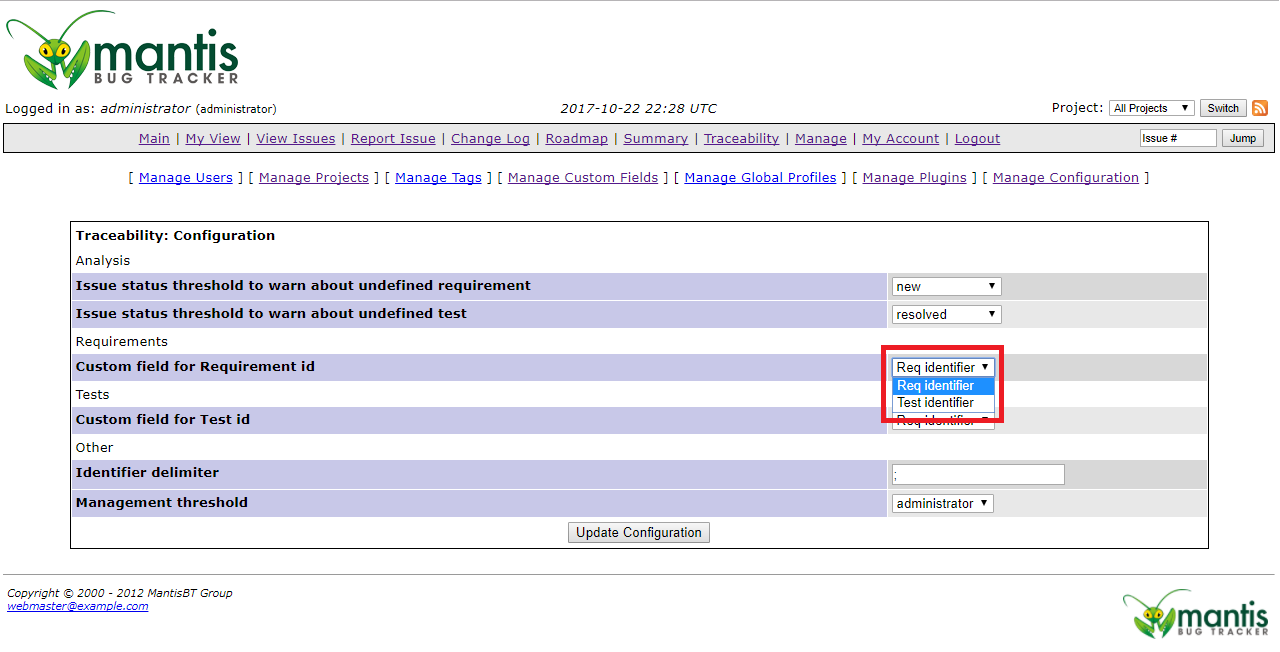 mantis
BUG TRACKER
Logged in as: administrator (administrator) 2017-10-22 22:28 UTC Project: All Projects Switch
Main | My View | View Issues | Report Issue | Change Log | Roadmap | Summary | Traceability | Manage | My Account | Logout Issue # Jump
[ Manage Users ] [ Manage Projects ] [ Manage Tags ] [ Manage Custom Fields ] [ Manage Global Profiles ] [ Manage Plugins ] [ Manage Configuration ]
Traceability: Configuration
Analysis
Issue status threshold to warn about undefined requirement new
Issue status threshold to warn about undefined test resolved
Requirements
Custom field for Requirement id Req identifier
Req identifier
Tests Test identifier
Custom field for Test id Req identifier
Other
Identifier delimiter ;
Management threshold administrator
Update Configuration
Copyright © 2000 - 2012 MantisBT Group
webmaster@example.com
mantis
BUG TRACKER